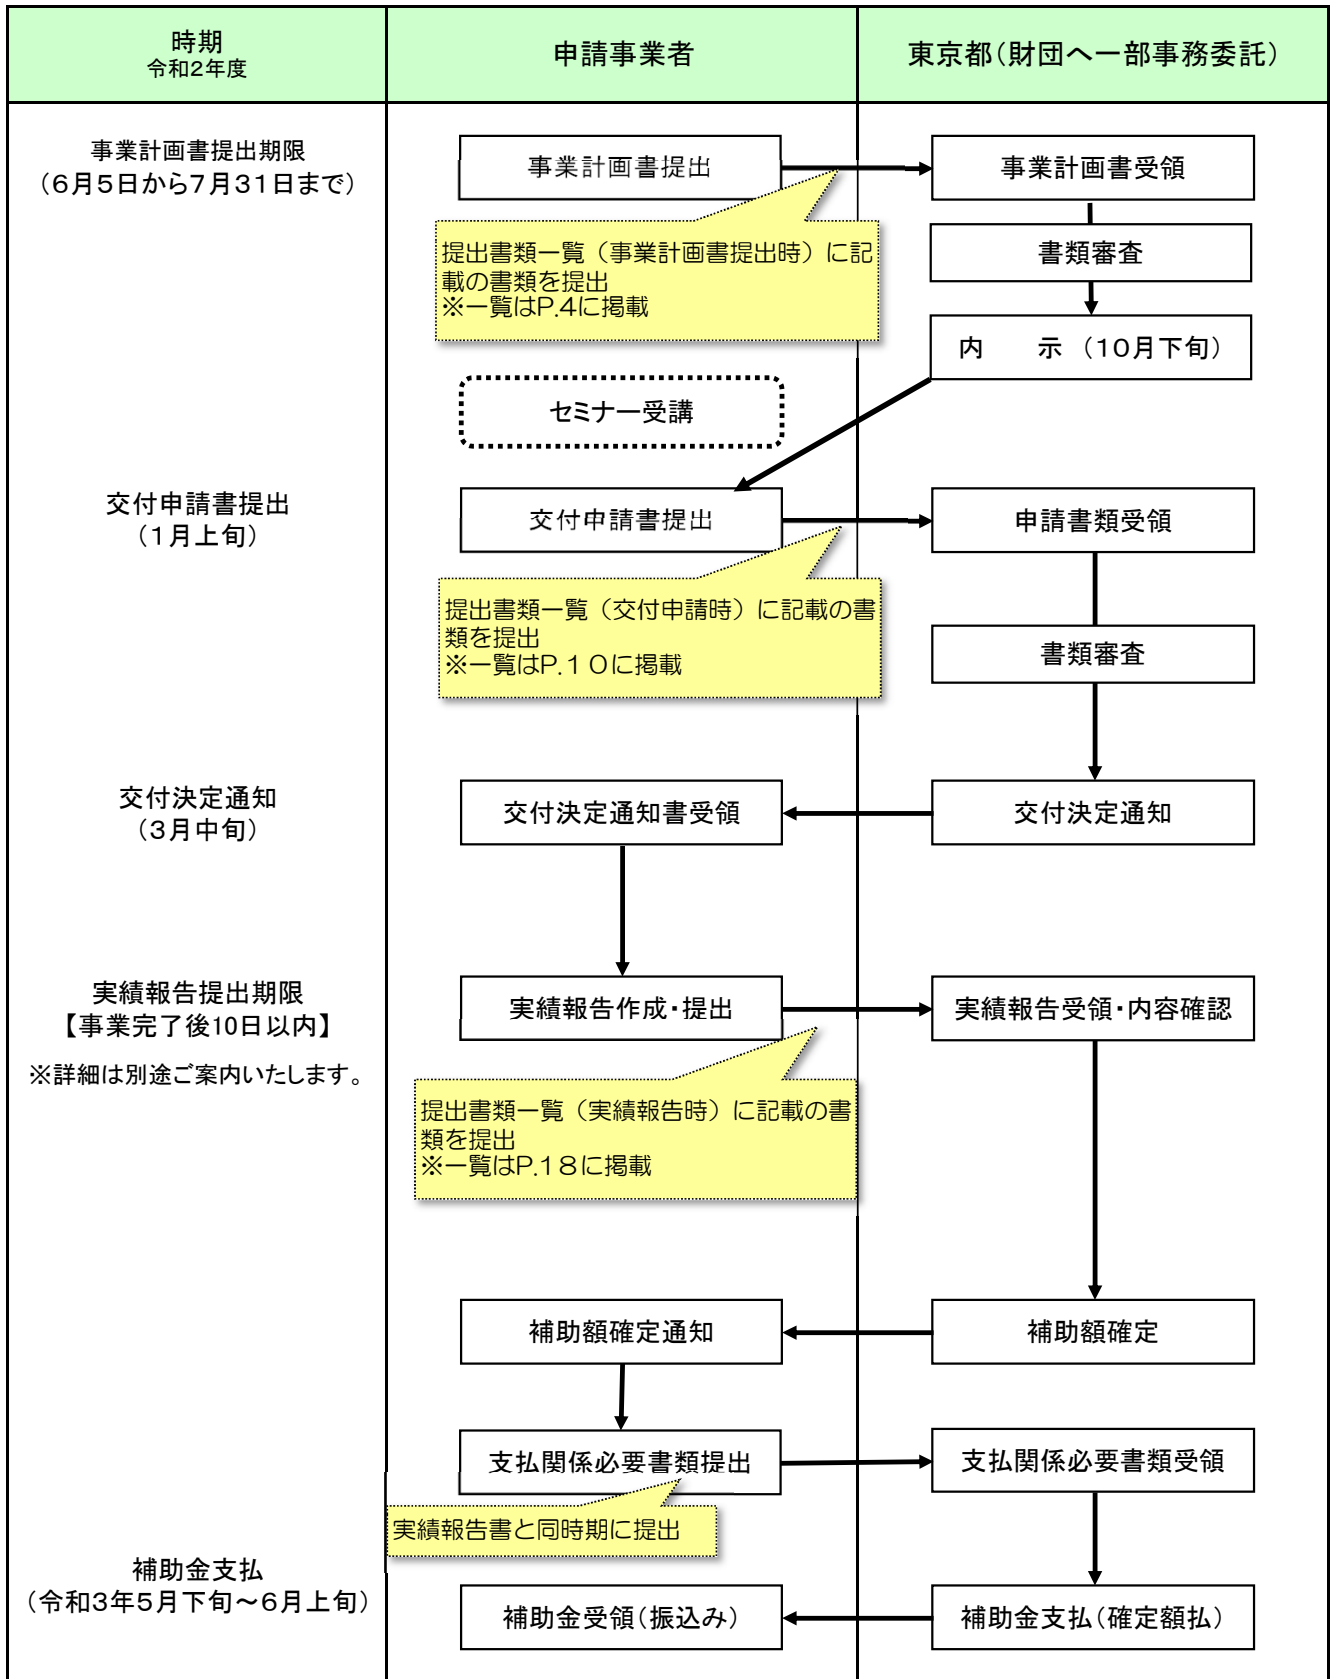 時期
令和2年度
申請事業者
東京都（財団へ一部事務委託）
事業計画書提出期限
（６月５日から７月３１日まで）
事業計画書提出
事業計画書受領
提出書類一覧（事業計画書提出時）に記
載の書類を提出
※一覧はP.4に掲載
書類審査
内　　示（１０月下旬）
セミナー受講
交付申請書提出
（１月上旬）
交付申請書提出
申請書類受領
提出書類一覧（交付申請時）に記載の書
類を提出
※一覧はP.１０に掲載
書類審査
交付決定通知
（３月中旬）
交付決定通知書受領
交付決定通知
実績報告提出期限
【事業完了後10日以内】
※詳細は別途ご案内いたします。
実績報告作成・提出
実績報告受領・内容確認
提出書類一覧（実績報告時）に記載の書
類を提出
※一覧はP.1８に掲載
補助額確定通知
補助額確定
支払関係必要書類提出
支払関係必要書類受領
実績報告書と同時期に提出
補助金支払
（令和３年５月下旬～６月上旬）
補助金受領（振込み）
補助金支払（確定額払）